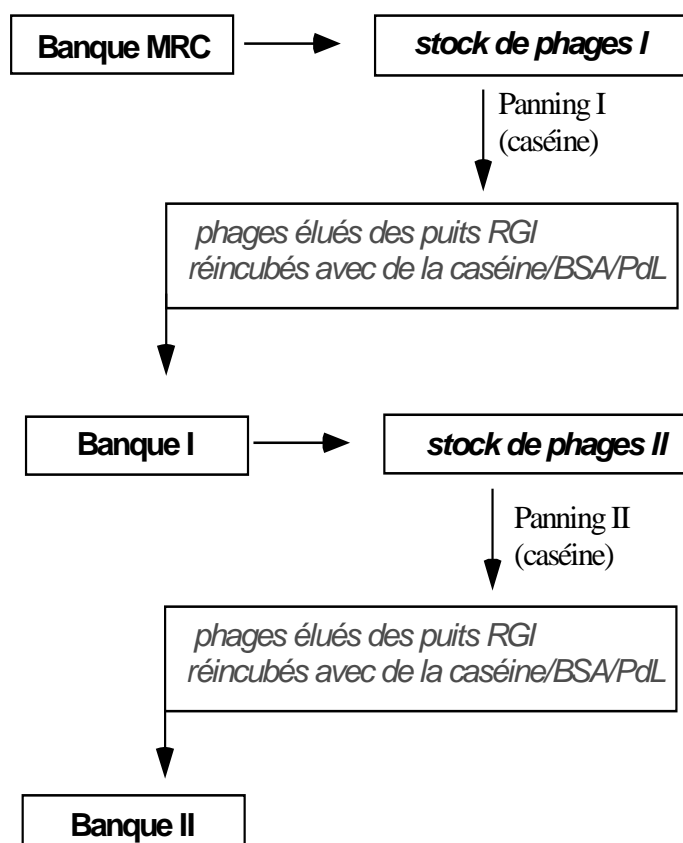 Banque MRC
stock de phages I
Panning I
(caséine)
phages élués des puits RGI
réincubés avec de la caséine/BSA/PdL
Banque I
stock de phages II
Panning II
(caséine)
phages élués des puits RGI
réincubés avec de la caséine/BSA/PdL
Banque II